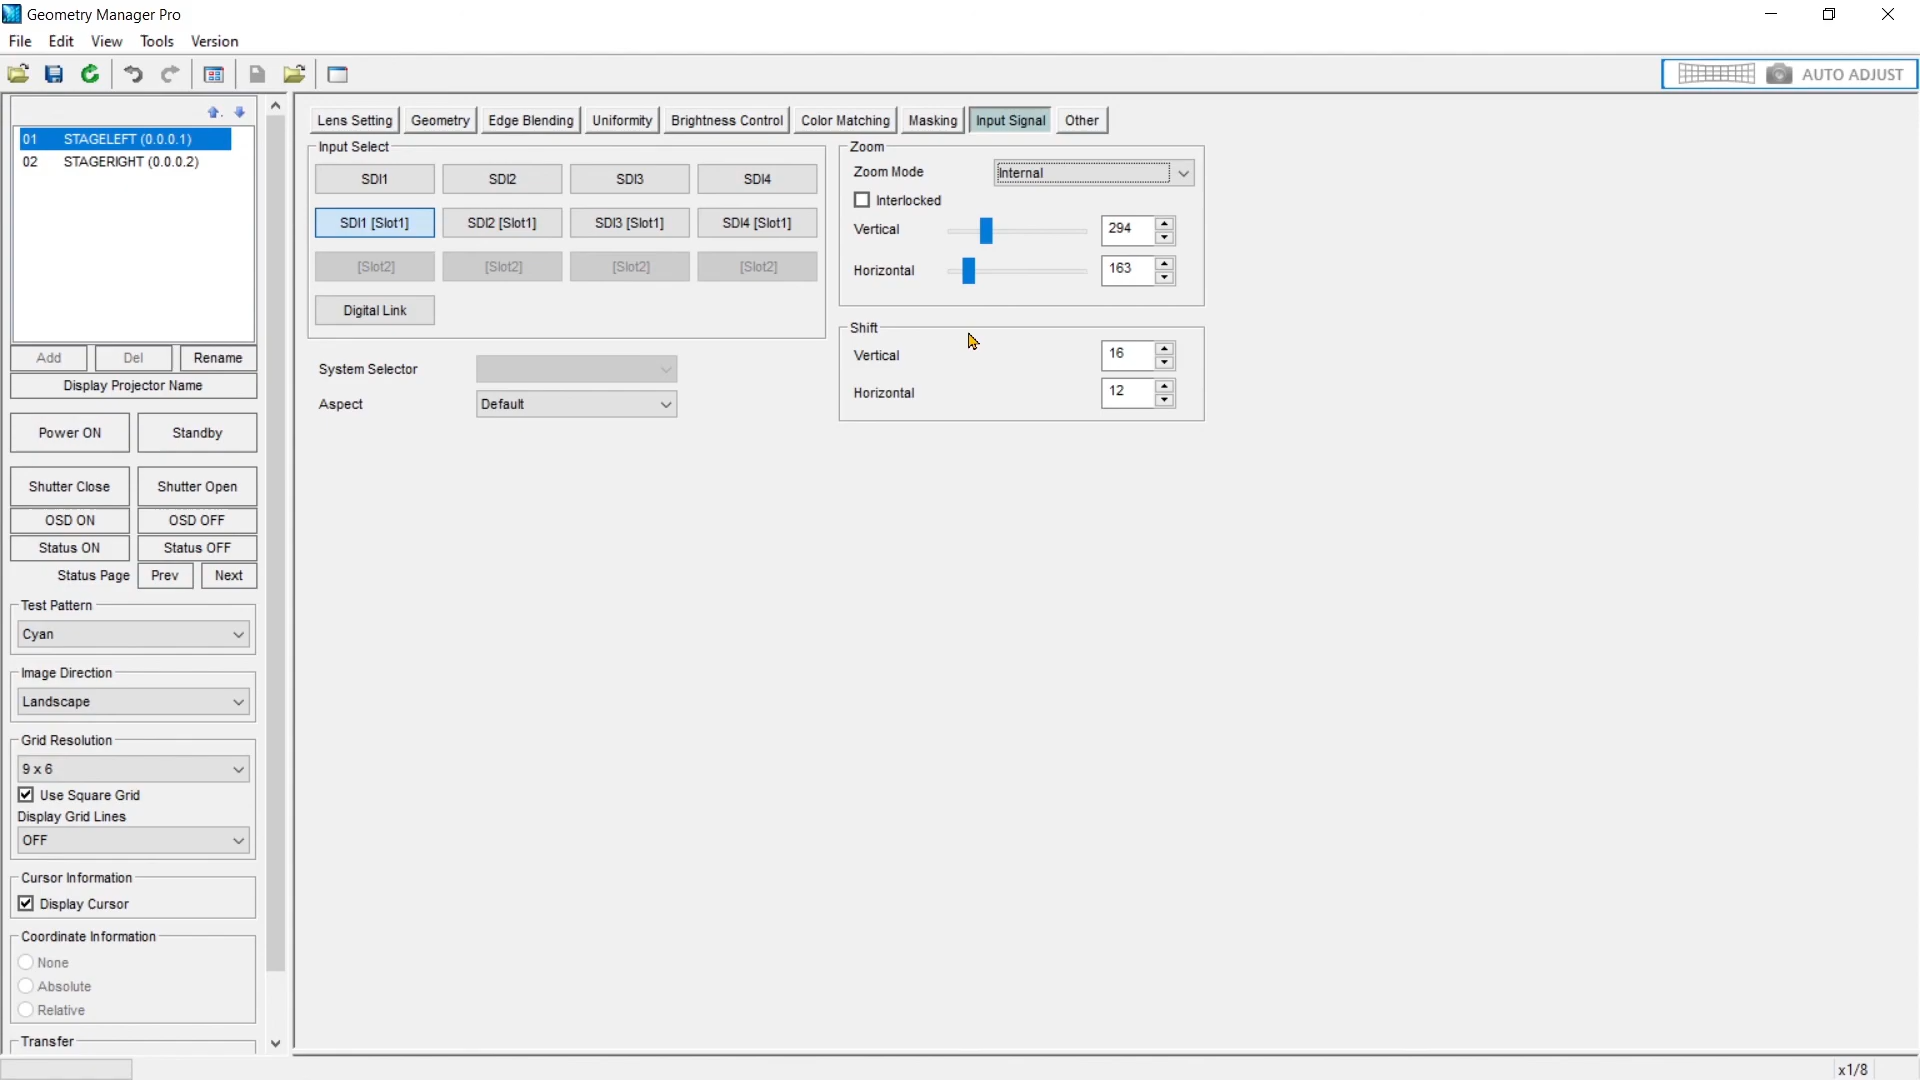 Geometry Manager Pro
File Edit View Tools Version
AUTO ADJUST
01 STAGELEFT (0.0.0.1)
02 STAGERIGHT (0.0.0.2)
Add Del Rename
Display Projector Name
Power ON Standby
Shutter Close Shutter Open
OSD ON OSD OFF
Status ON Status OFF
Status Page Prev Next
Test Pattern
Cyan
Image Direction
Landscape
Grid Resolution
9 x 6
Use Square Grid
Display Grid Lines
OFF
Cursor Information
Display Cursor
Coordinate Information
None
Absolute
Relative
Transfer
Lens Setting Geometry Edge Blending Uniformity Brightness Control Color Matching Masking Input Signal Other
Input Select
SDI1 SDI2 SDI3 SDI4
SDI1 [Slot1] SDI2 [Slot1] SDI3 [Slot1] SDI4 [Slot1]
[Slot2] [Slot2] [Slot2] [Slot2]
Digital Link
System Selector
Aspect Default
Zoom
Zoom Mode Internal
Interlocked
Vertical 294
Horizontal 163
Shift
Vertical 16
Horizontal 12
x1/8